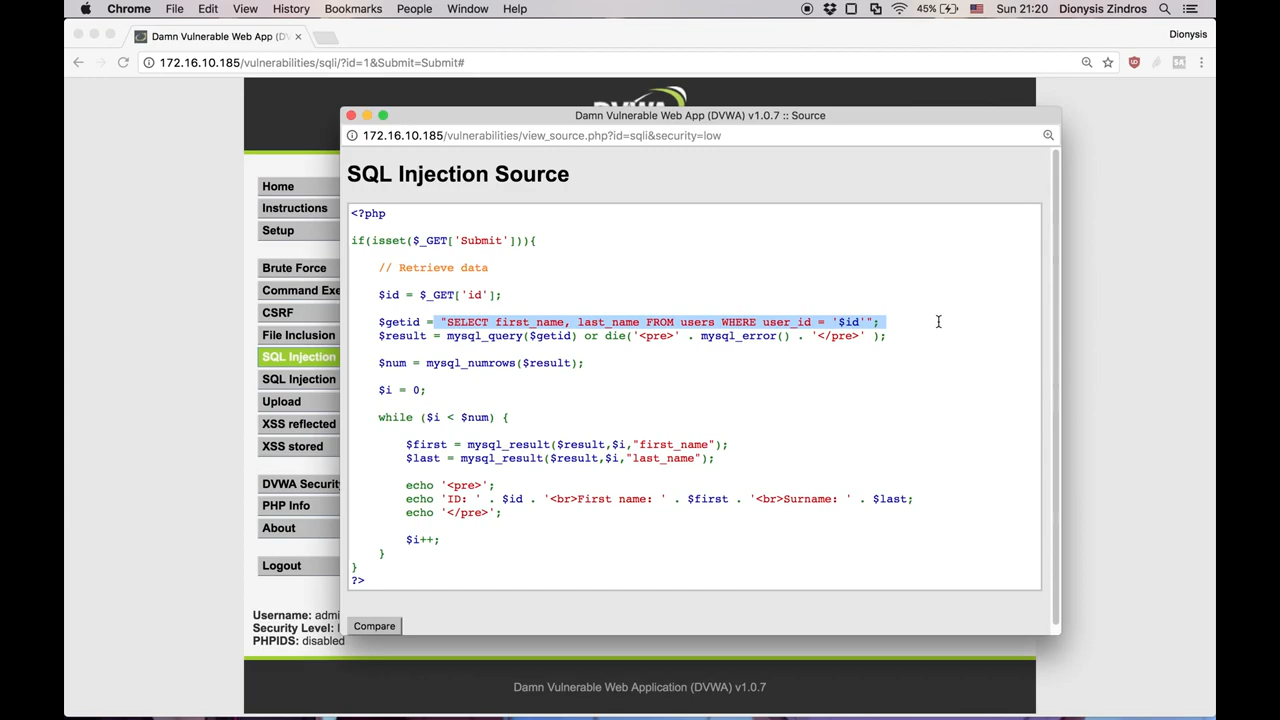 Chrome File Edit View History Bookmarks People Window Help 45% Sun 21:20 Dionysis Zindros
Damn Vulnerable Web App (DV
Dionysis
172.16.10.185/vulnerabilities/sqli/?id=1&Submit=Submit#
Damn Vulnerable Web App (DVWA) v1.0.7 :: Source
172.16.10.185/vulnerabilities/view_source.php?id=sqli&security=low
Home
Instructions
Setup
Brute Force
Command Exe
CSRF
File Inclusion
SQL Injection
SQL Injection
Upload
XSS reflected
XSS stored
DVWA Security
PHP Info
About
Logout
Username: admi
Security Level:
PHPIDS: disabled
SQL Injection Source
<?php
if(isset($_GET['Submit'])){
// Retrieve data
$id = $_GET['id'];
$getid = "SELECT first_name, last_name FROM users WHERE user_id = '$id'";
$result = mysql_query($getid) or die('<pre>' . mysql_error() . '</pre>' );
$num = mysql_numrows($result);
$i = 0;
while ($i < $num) {
$first = mysql_result($result,$i,"first_name");
$last = mysql_result($result,$i,"last_name");
echo '<pre>';
echo 'ID: ' . $id . '<br>First name: ' . $first . '<br>Surname: ' . $last;
echo '</pre>';
$i++;
}
}
?>
Compare
Damn Vulnerable Web Application (DVWA) v1.0.7